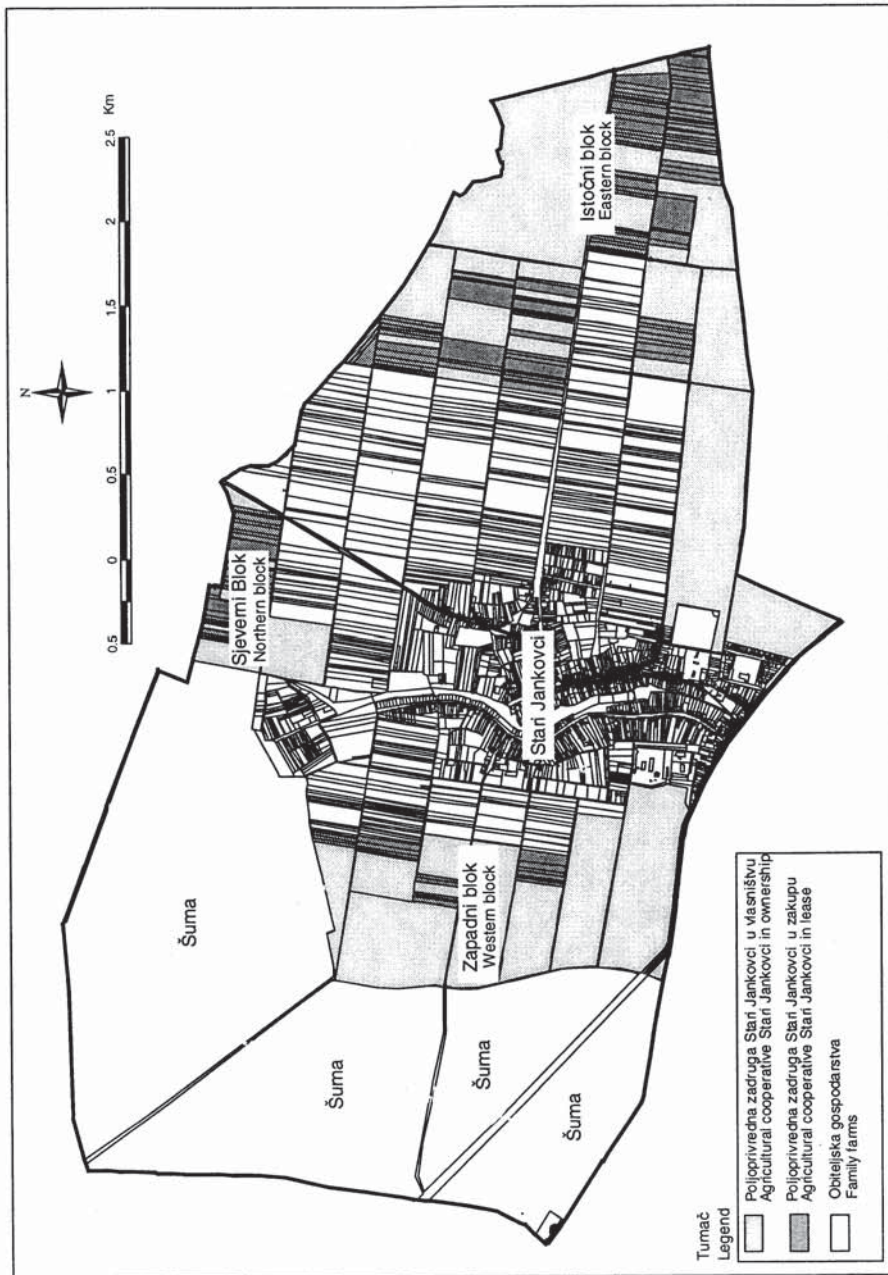 N
0.5
0
0.5
1
1.5
2
2.5
Km
Sjeverni Blok
Northern block
Istočni blok
Eastern block
Stari Jankovci
Zapadni blok
Western block
Šuma
Šuma
Šuma
Šuma
Tumač
Legend
Poljoprivredna zadruga Stari Jankovci u vlasništvu
Agricultural cooperative Stari Jankovci in ownership
Poljoprivredna zadruga Stari Jankovci u zakupu
Agricultural cooperative Stari Jankovci in lease
Obiteljska gospodarstva
Family farms